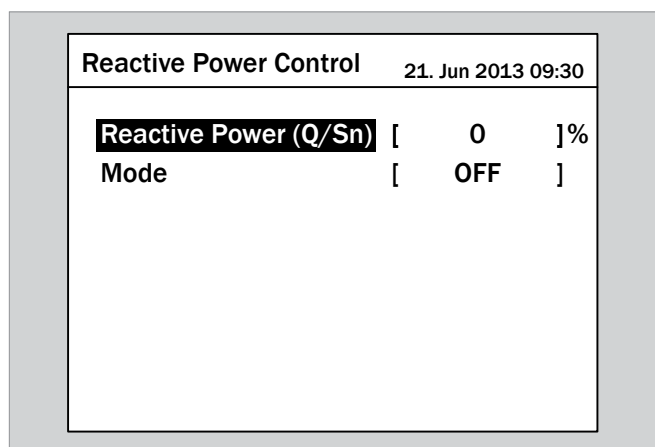 Reactive Power Control 21. Jun 2013 09:30
Reactive Power (Q/Sn) [ 0 ]%
Mode [ OFF ]